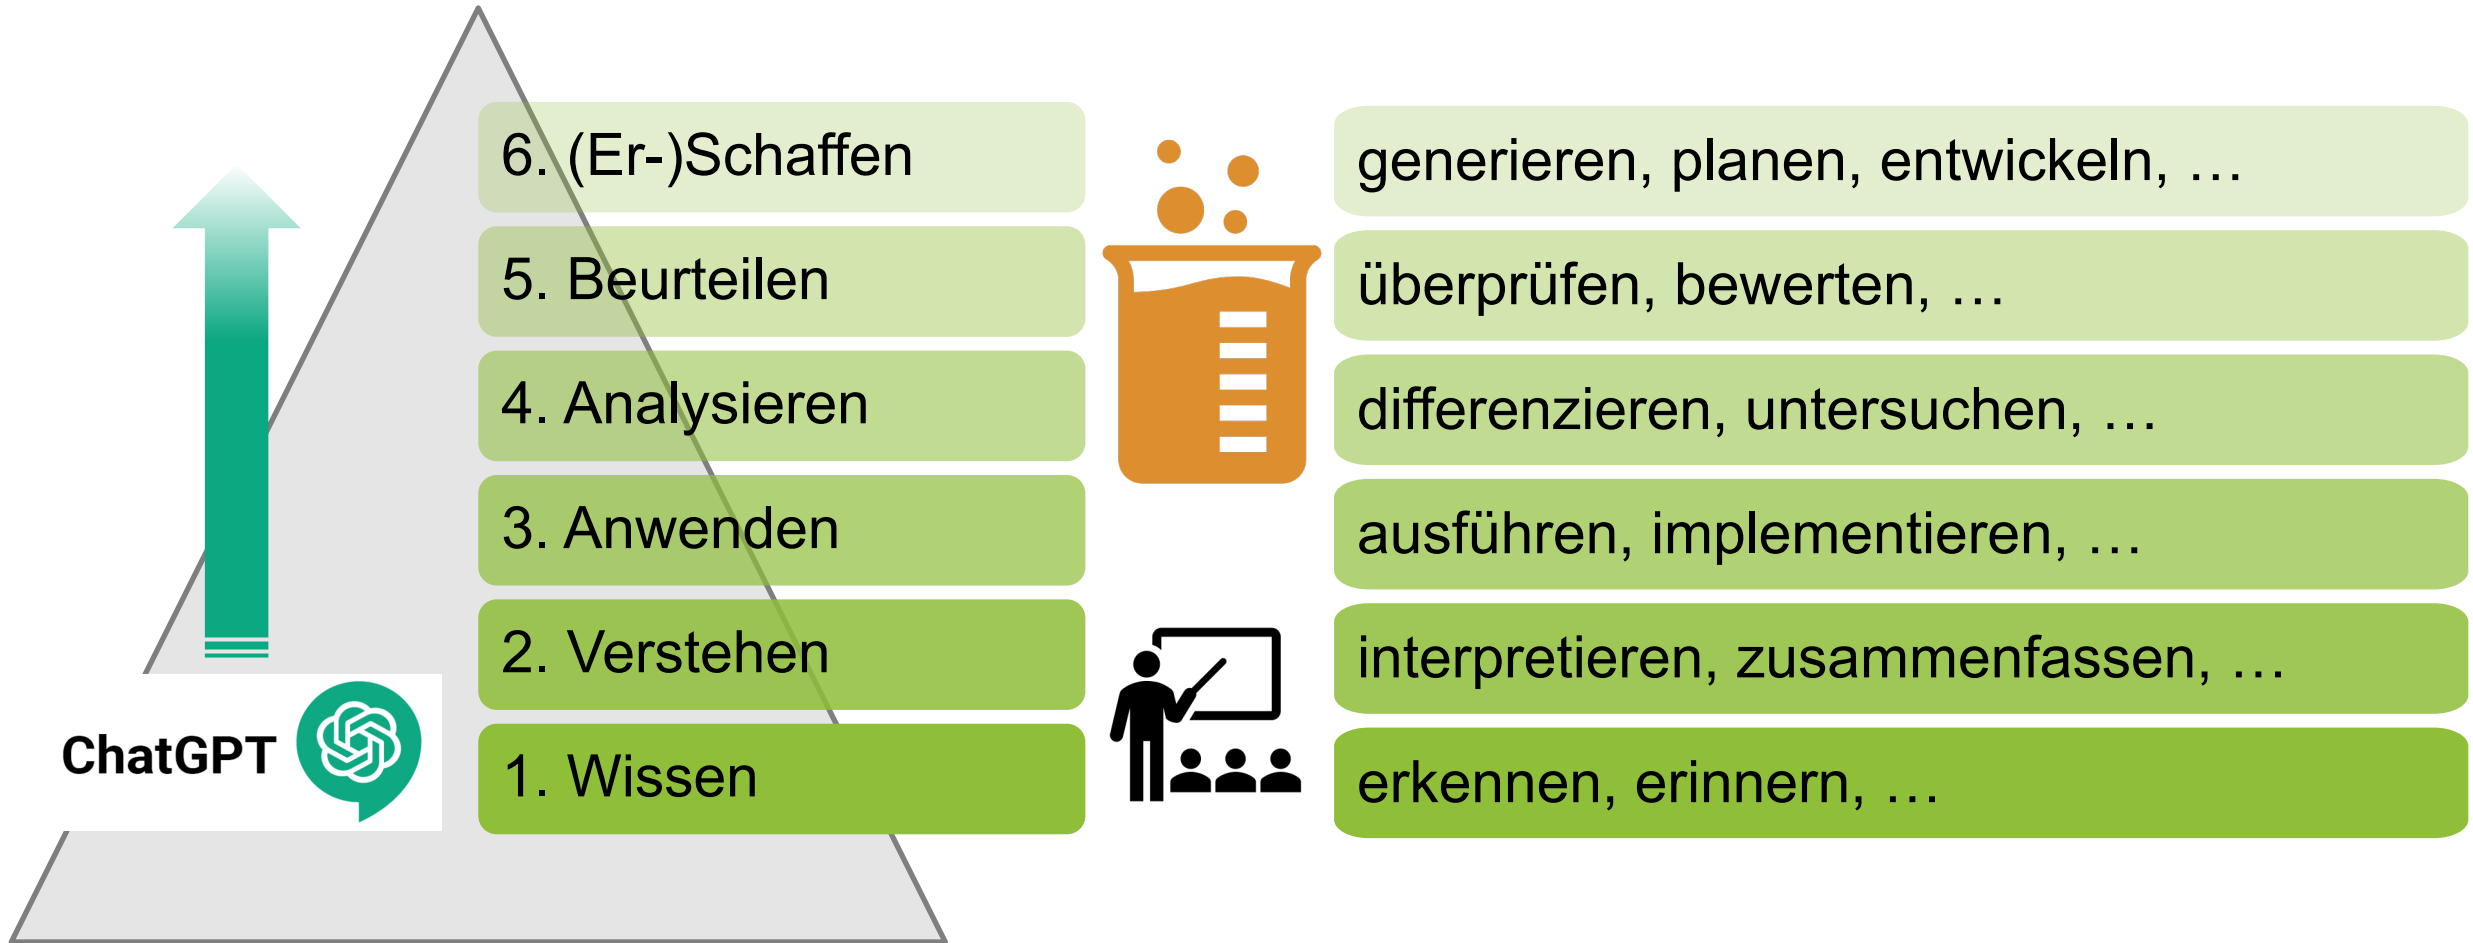 6. (Er-)Schaffen
generieren, planen, entwickeln, …
5. Beurteilen
überprüfen, bewerten, …
4. Analysieren
differenzieren, untersuchen, …
3. Anwenden
ausführen, implementieren, …
2. Verstehen
interpretieren, zusammenfassen, …
ChatGPT
1. Wissen
erkennen, erinnern, …